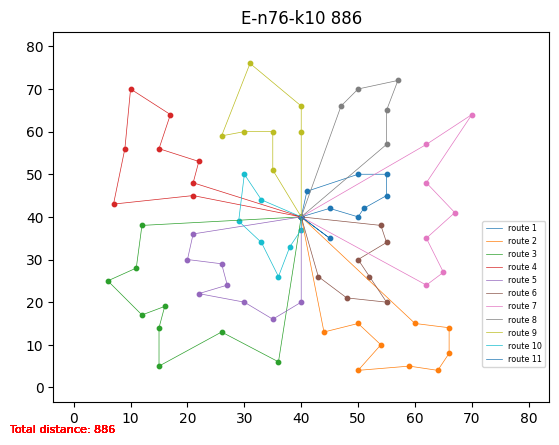 E-n76-k10 886
80
70
60
50
40
30
20
10
0
route 1
route 2
route 3
route 4
route 5
route 6
route 7
route 8
route 9
route 10
route 11
0 10 20 30 40 50 60 70 80
Total distance: 886